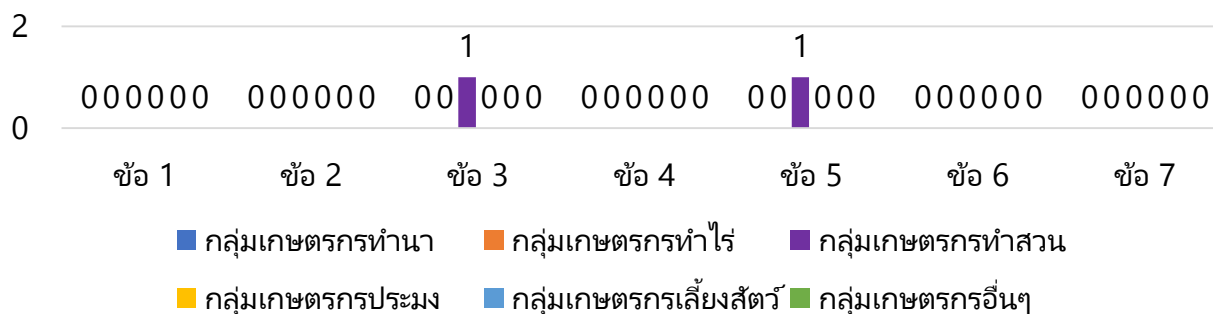 2
1 1
000000 000000 00 000 000000 00 000 000000 000000
0
ข้อ 1 ข้อ 2 ข้อ 3 ข้อ 4 ข้อ 5 ข้อ 6 ข้อ 7
กลุ่มเกษตรกรทำนา กลุ่มเกษตรกรทำไร่ กลุ่มเกษตรกรทำสวน
กลุ่มเกษตรกรประมง กลุ่มเกษตรกรเลี้ยงสัตว์ กลุ่มเกษตรกรอื่นๆ